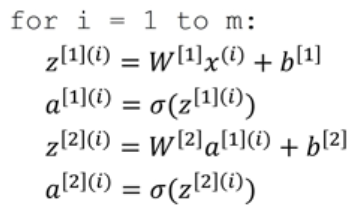 for i = 1 to m:
z[1](i) = W[1]x(i) + b[1]
a[1](i) = σ(z[1](i))
z[2](i) = W[2]a[1](i) + b[2]
a[2](i) = σ(z[2](i))